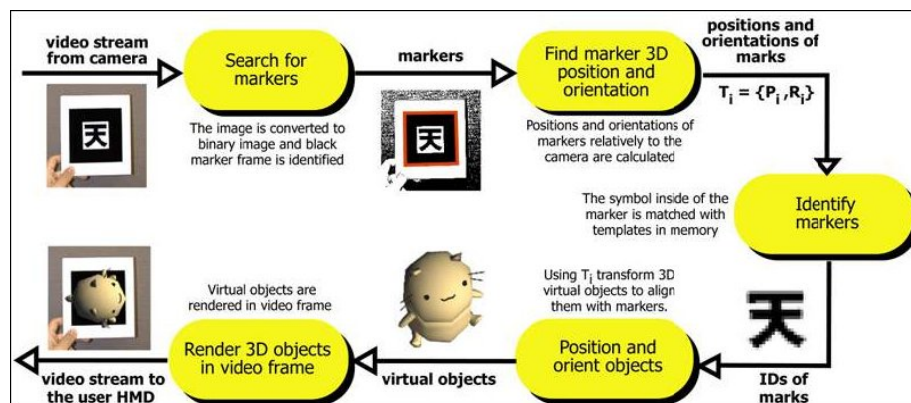 video stream
from camera
Search for
markers
The image is converted to
binary image and black
marker frame is identified
天
markers
天
Find marker 3D
position and
orientation
Positions and orientations of
markers relatively to the
camera are calculated
positions and
orientations of
marks
Ti = {Pi ,Ri}
The symbol inside of the
marker is matched with
templates in memory
Identify
markers
天
IDs of
marks
Using Ti transform 3D
virtual objects to align
them with markers.
Position and
orient objects
virtual objects
Virtual objects are
rendered in video frame
Render 3D objects
in video frame
video stream to
the user HMD